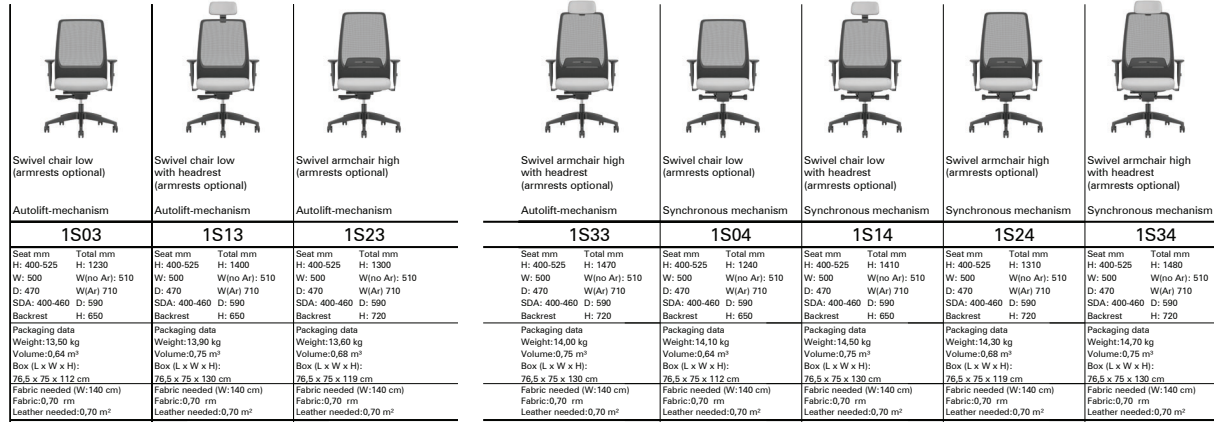 Swivel chair low
(armrests optional)
Autolift-mechanism
1S03
Seat mm Total mm
H: 400-525 H: 1230
W: 500 W(no Ar): 510
D: 470 W(Ar) 710
SDA: 400-460 D: 590
Backrest H: 650
Packaging data
Weight:13,50 kg
Volume:0,64 m³
Box (L x W x H):
76,5 x 75 x 112 cm
Fabric needed (W:140 cm)
Fabric:0,70 rm
Leather needed:0,70 m²
Swivel chair low
with headrest
(armrests optional)
Autolift-mechanism
1S13
Seat mm Total mm
H: 400-525 H: 1400
W: 500 W(no Ar): 510
D: 470 W(Ar) 710
SDA: 400-460 D: 590
Backrest H: 650
Packaging data
Weight:13,90 kg
Volume:0,75 m³
Box (L x W x H):
76,5 x 75 x 130 cm
Fabric needed (W:140 cm)
Fabric:0,70 rm
Leather needed:0,70 m²
Swivel armchair high
(armrests optional)
Autolift-mechanism
1S23
Seat mm Total mm
H: 400-525 H: 1300
W: 500 W(no Ar): 510
D: 470 W(Ar) 710
SDA: 400-460 D: 590
Backrest H: 720
Packaging data
Weight:13,60 kg
Volume:0,68 m³
Box (L x W x H):
76,5 x 75 x 119 cm
Fabric needed (W:140 cm)
Fabric:0,70 rm
Leather needed:0,70 m²
Swivel armchair high
with headrest
(armrests optional)
Autolift-mechanism
1S33
Seat mm Total mm
H: 400-525 H: 1470
W: 500 W(no Ar): 510
D: 470 W(Ar) 710
SDA: 400-460 D: 590
Backrest H: 720
Packaging data
Weight:14,00 kg
Volume:0,75 m³
Box (L x W x H):
76,5 x 75 x 130 cm
Fabric needed (W:140 cm)
Fabric:0,70 rm
Leather needed:0,70 m²
Swivel chair low
(armrests optional)
Synchronous mechanism
1S04
Seat mm Total mm
H: 400-525 H: 1240
W: 500 W(no Ar): 510
D: 470 W(Ar) 710
SDA: 400-460 D: 590
Backrest H: 650
Packaging data
Weight:14,10 kg
Volume:0,64 m³
Box (L x W x H):
76,5 x 75 x 112 cm
Fabric needed (W:140 cm)
Fabric:0,70 rm
Leather needed:0,70 m²
Swivel chair low
with headrest
(armrests optional)
Synchronous mechanism
1S14
Seat mm Total mm
H: 400-525 H: 1410
W: 500 W(no Ar): 510
D: 470 W(Ar) 710
SDA: 400-460 D: 590
Backrest H: 650
Packaging data
Weight:14,50 kg
Volume:0,75 m³
Box (L x W x H):
76,5 x 75 x 130 cm
Fabric needed (W:140 cm)
Fabric:0,70 rm
Leather needed:0,70 m²
Swivel armchair high
(armrests optional)
Synchronous mechanism
1S24
Seat mm Total mm
H: 400-525 H: 1310
W: 500 W(no Ar): 510
D: 470 W(Ar) 710
SDA: 400-460 D: 590
Backrest H: 720
Packaging data
Weight:14,30 kg
Volume:0,68 m³
Box (L x W x H):
76,5 x 75 x 119 cm
Fabric needed (W:140 cm)
Fabric:0,70 rm
Leather needed:0,70 m²
Swivel armchair high
with headrest
(armrests optional)
Synchronous mechanism
1S34
Seat mm Total mm
H: 400-525 H: 1480
W: 500 W(no Ar): 510
D: 470 W(Ar) 710
SDA: 400-460 D: 590
Backrest H: 720
Packaging data
Weight:14,70 kg
Volume:0,75 m³
Box (L x W x H):
76,5 x 75 x 130 cm
Fabric needed (W:140 cm)
Fabric:0,70 rm
Leather needed:0,70 m²